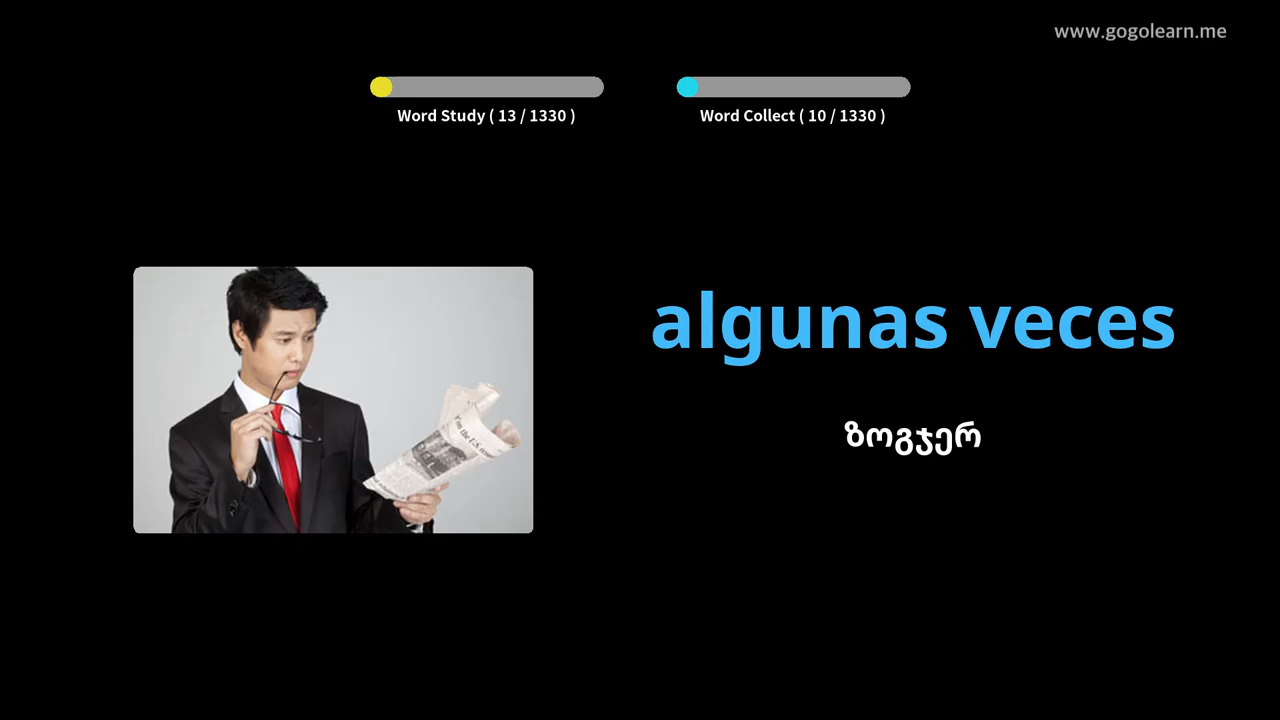 www.gogolearn.me
Word Study ( 13 / 1330 )
Word Collect ( 10 / 1330 )
algunas veces
ზოგჯერ